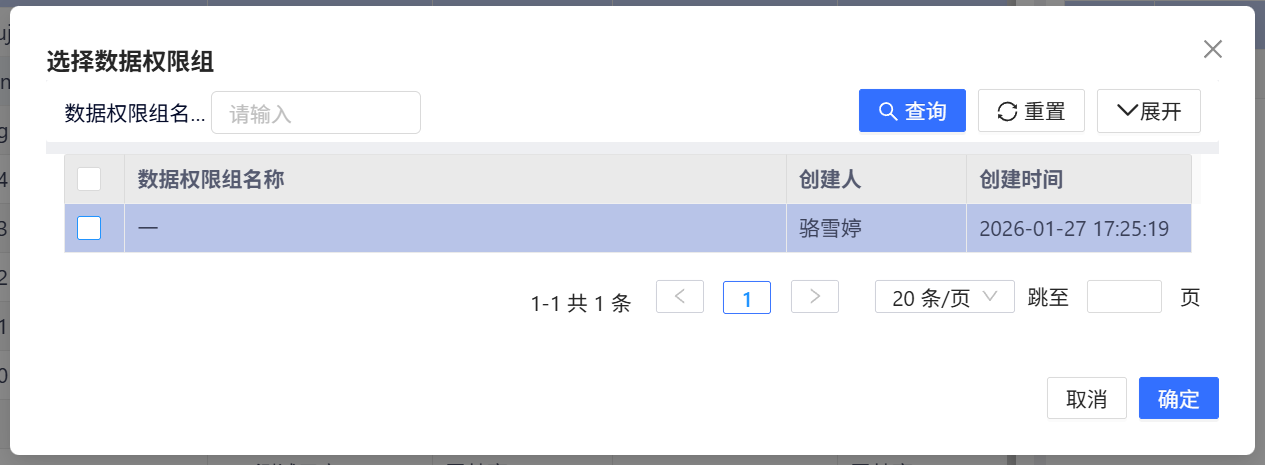 选择数据权限组
数据权限组名... 请输入 查询 重置 展开
数据权限组名称 创建人 创建时间
一 骆雪婷 2026-01-27 17:25:19
1-1 共 1 条 1 20 条/页 跳至 页
取消 确定